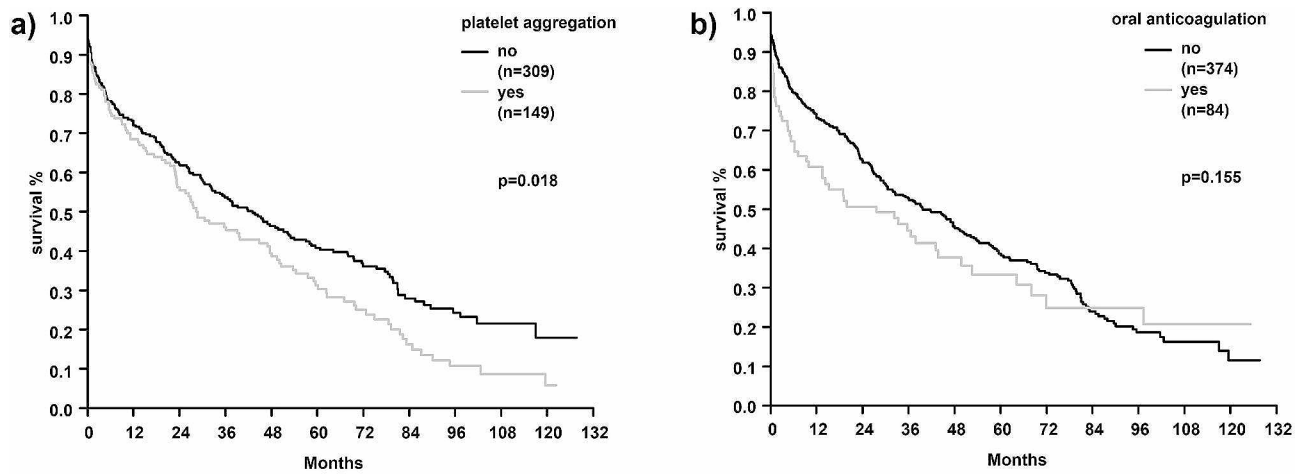 a)
platelet aggregation
no
(n=309)
yes
(n=149)
p=0.018
survival %
1.0
0.9
0.8
0.7
0.6
0.5
0.4
0.3
0.2
0.1
0.0
0 12 24 36 48 60 72 84 96 108 120 132
Months
b)
oral anticoagulation
no
(n=374)
yes
(n=84)
p=0.155
survival %
1.0
0.9
0.8
0.7
0.6
0.5
0.4
0.3
0.2
0.1
0.0
0 12 24 36 48 60 72 84 96 108 120 132
Months